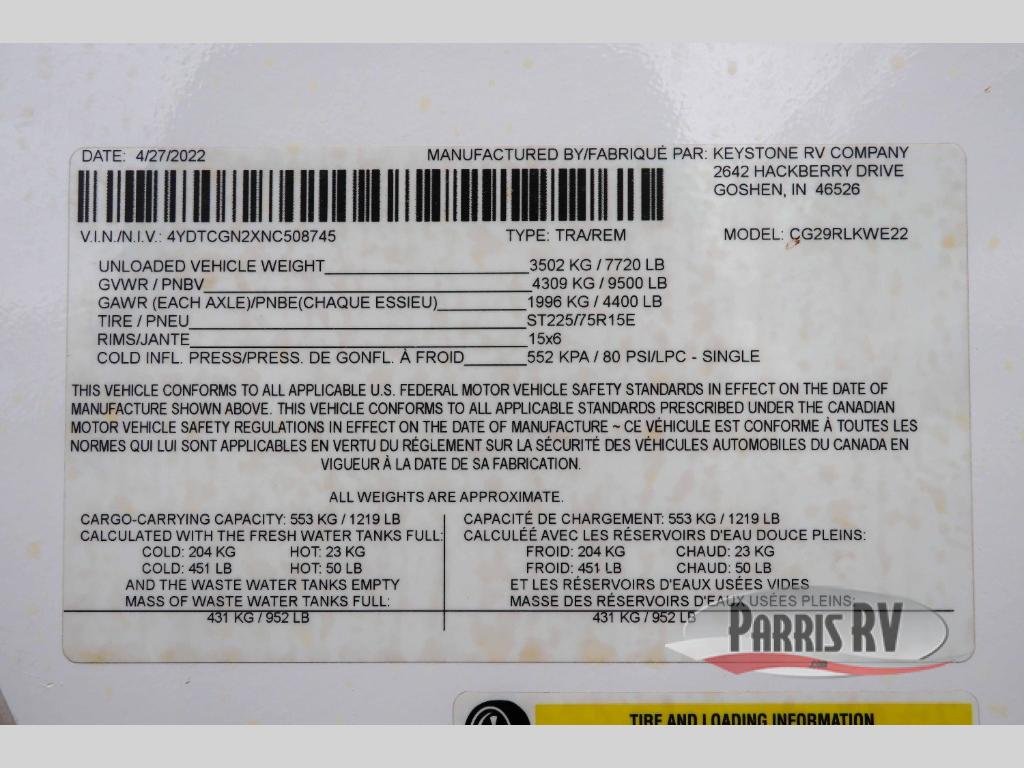 DATE: 4/27/2022 MANUFACTURED BY/FABRIQUÉ PAR: KEYSTONE RV COMPANY
2642 HACKBERRY DRIVE
GOSHEN, IN 46526
V.I.N./N.I.V.: 4YDTCGN2XNC508745 TYPE: TRA/REM MODEL: CG29RLKWE22
UNLOADED VEHICLE WEIGHT 3502 KG / 7720 LB
GVWR / PNBV 4309 KG / 9500 LB
GAWR (EACH AXLE)/PNBE(CHAQUE ESSIEU) 1996 KG / 4400 LB
TIRE / PNEU ST225/75R15E
RIMS/JANTE 15x6
COLD INFL. PRESS/PRESS. DE GONFL. À FROID 552 KPA / 80 PSI/LPC - SINGLE
THIS VEHICLE CONFORMS TO ALL APPLICABLE U.S. FEDERAL MOTOR VEHICLE SAFETY STANDARDS IN EFFECT ON THE DATE OF
MANUFACTURE SHOWN ABOVE. THIS VEHICLE CONFORMS TO ALL APPLICABLE STANDARDS PRESCRIBED UNDER THE CANADIAN
MOTOR VEHICLE SAFETY REGULATIONS IN EFFECT ON THE DATE OF MANUFACTURE ~ CE VÉHICULE EST CONFORME À TOUTES LES
NORMES QUI LUI SONT APPLICABLES EN VERTU DU RÉGLEMENT SUR LA SÉCURITÉ DES VÉHICULES AUTOMOBILES DU CANADA EN
VIGUEUR À LA DATE DE SA FABRICATION.
ALL WEIGHTS ARE APPROXIMATE.
CARGO-CARRYING CAPACITY: 553 KG / 1219 LB
CALCULATED WITH THE FRESH WATER TANKS FULL:
COLD: 204 KG HOT: 23 KG
COLD: 451 LB HOT: 50 LB
AND THE WASTE WATER TANKS EMPTY
MASS OF WASTE WATER TANKS FULL:
431 KG / 952 LB
CAPACITÉ DE CHARGEMENT: 553 KG / 1219 LB
CALCULÉE AVEC LES RÉSERVOIRS D'EAU DOUCE PLEINS:
FROID: 204 KG CHAUD: 23 KG
FROID: 451 LB CHAUD: 50 LB
ET LES RÉSERVOIRS D'EAUX USÉES VIDES
MASSE DES RÉSERVOIRS D'EAUX USÉES PLEINS:
431 KG / 952 LB
PARRIS RV
.com
TIRE AND LOADING INFORMATION